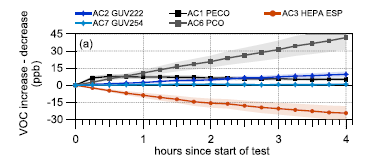 AC2 GUV222 AC1 PECO AC3 HEPA ESP
AC7 GUV254 AC6 PCO
VOC increase - decrease
(ppb)
45
30
15
0
-15
-30
(a)
0 1 2 3 4
hours since start of test